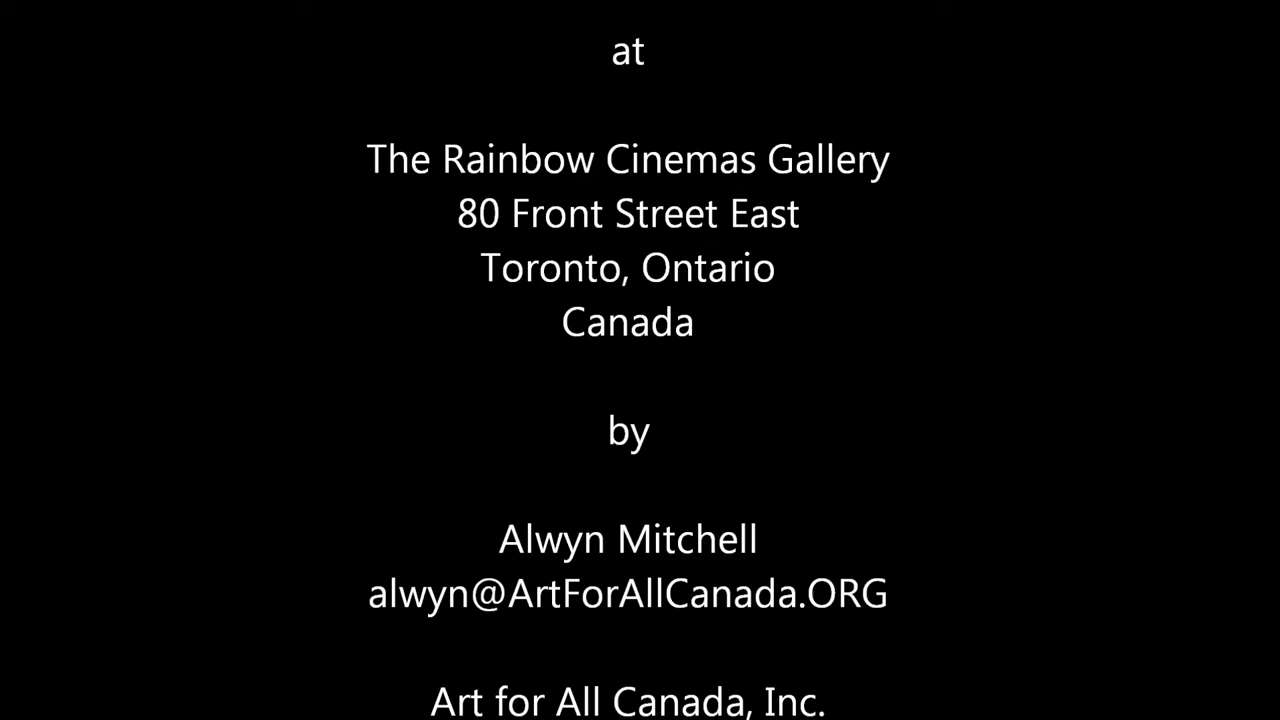 at
The Rainbow Cinemas Gallery
80 Front Street East
Toronto, Ontario
Canada
by
Alwyn Mitchell
alwyn@ArtForAllCanada.ORG
Art for All Canada, Inc.